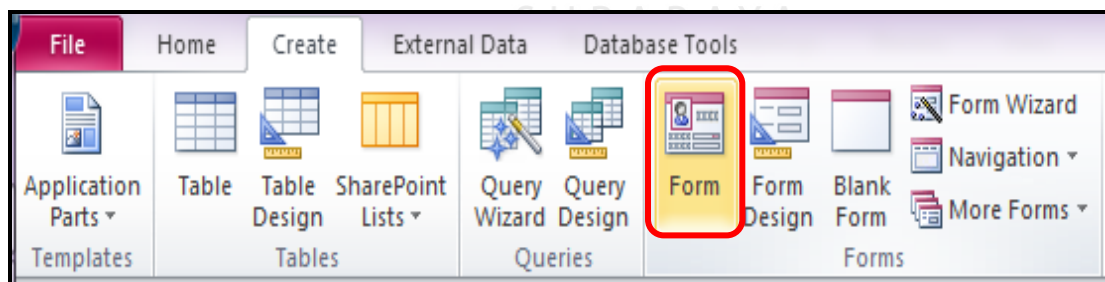 File Home Create External Data Database Tools
Application Parts Table Table Design SharePoint Lists Query Wizard Query Design Form Form Design Blank Form Form Wizard
Navigation
More Forms
Templates Tables Queries Forms